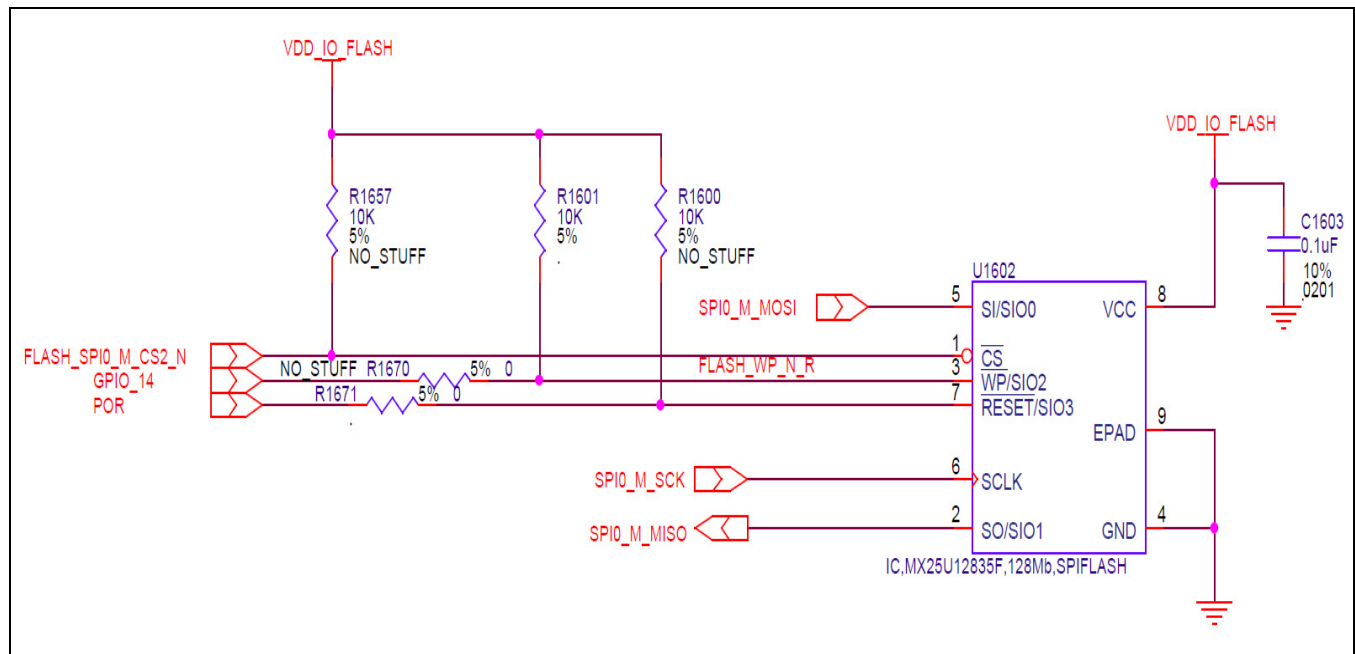 VDD_IO_FLASH
VDD_IO_FLASH
R1657
10K
5%
NO_STUFF
R1601
10K
5%
.
R1600
10K
5%
NO_STUFF
C1603
0.1uF
10%
0201
U1602
SPI0_M_MOSI
5
SI/SIO0
VCC
8
FLASH_SPI0_M_CS2_N
1
CS
NO_STUFF R1670 5% 0
FLASH_WP_N_R
GPIO_14
3
WP/SIO2
POR
R1671 5% 0
.
7
RESET/SIO3
EPAD
9
SPI0_M_SCK
6
SCLK
SPI0_M_MISO
2
SO/SIO1
GND
4
IC,MX25U12835F,128Mb,SPIFLASH